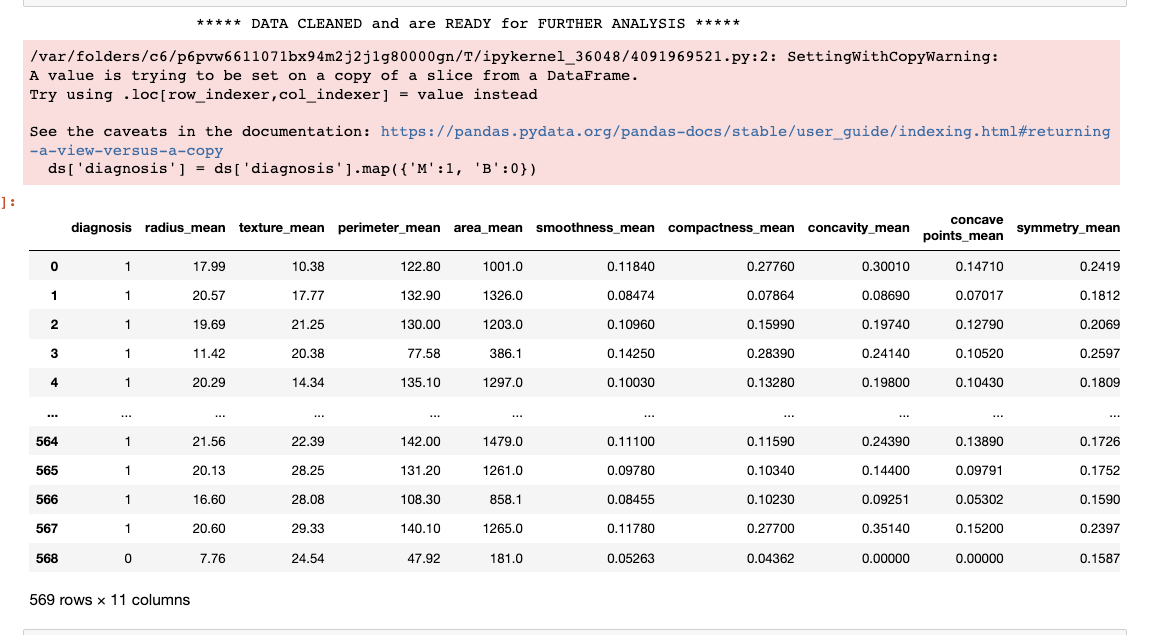 ***** DATA CLEANED and are READY for FURTHER ANALYSIS *****
/var/folders/c6/p6pvw6611071bx94m2j2j1g80000gn/T/ipykernel_36048/4091969521.py:2: SettingWithCopyWarning:
A value is trying to be set on a copy of a slice from a DataFrame.
Try using .loc[row_indexer,col_indexer] = value instead
See the caveats in the documentation: https://pandas.pydata.org/pandas-docs/stable/user_guide/indexing.html#returning
-a-view-versus-a-copy
ds['diagnosis'] = ds['diagnosis'].map({'M':1, 'B':0})
]:
diagnosis radius_mean texture_mean perimeter_mean area_mean smoothness_mean compactness_mean concavity_mean concave points_mean symmetry_mean
0 1 17.99 10.38 122.80 1001.0 0.11840 0.27760 0.30010 0.14710 0.2419
1 1 20.57 17.77 132.90 1326.0 0.08474 0.07864 0.08690 0.07017 0.1812
2 1 19.69 21.25 130.00 1203.0 0.10960 0.15990 0.19740 0.12790 0.2069
3 1 11.42 20.38 77.58 386.1 0.14250 0.28390 0.24140 0.10520 0.2597
4 1 20.29 14.34 135.10 1297.0 0.10030 0.13280 0.19800 0.10430 0.1809
... ... ... ... ... ... ... ... ... ... ...
564 1 21.56 22.39 142.00 1479.0 0.11100 0.11590 0.24390 0.13890 0.1726
565 1 20.13 28.25 131.20 1261.0 0.09780 0.10340 0.14400 0.09791 0.1752
566 1 16.60 28.08 108.30 858.1 0.08455 0.10230 0.09251 0.05302 0.1590
567 1 20.60 29.33 140.10 1265.0 0.11780 0.27700 0.35140 0.15200 0.2397
568 0 7.76 24.54 47.92 181.0 0.05263 0.04362 0.00000 0.00000 0.1587
569 rows × 11 columns